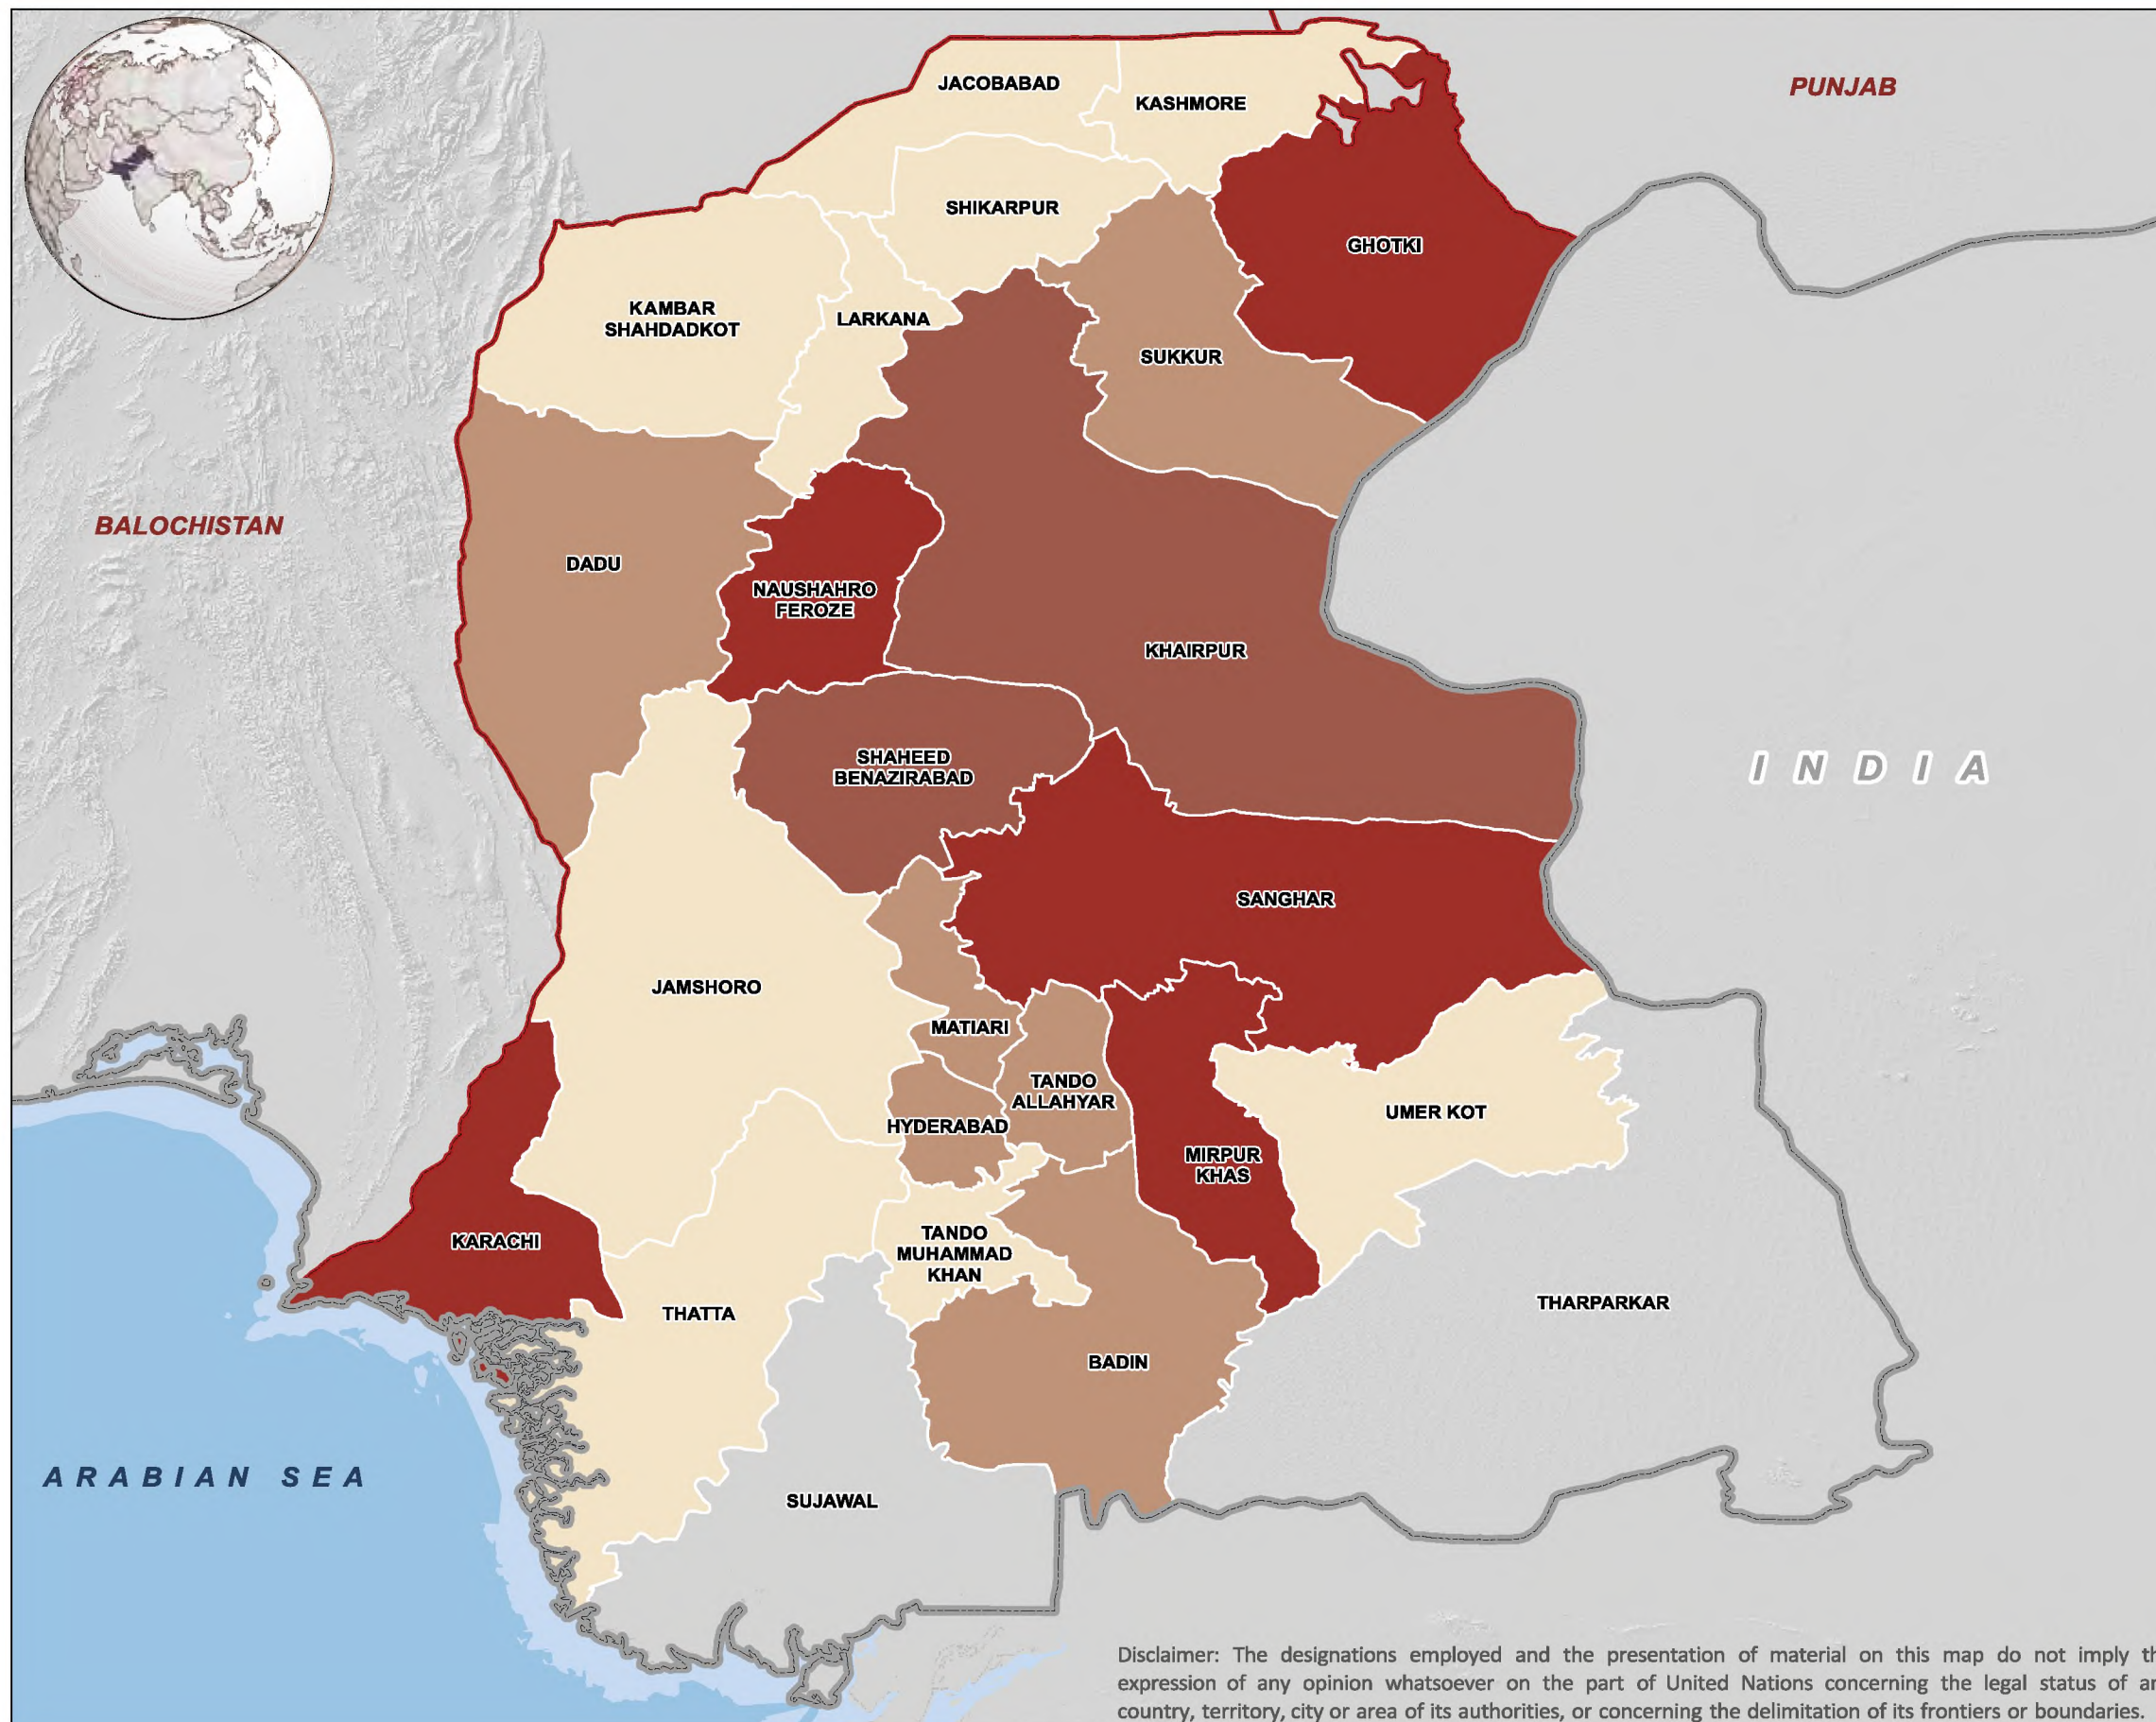 JACOBABAD
PUNJAB
KASHMORE
SHIKARPUR
GHOTKI
KAMBAR
SHAHDADKOT
LARKANA
SUKKUR
BALOCHISTAN
DADU
NAUSHAHRO
FEROZE
KHAIRPUR
SHAHEED
BENAZIRABAD
INDIA
SANGHAR
JAMSHORO
MATIARI
TANDO
ALLAHYAR
HYDERABAD
UMER KOT
MIRPUR
KHAS
KARACHI
TANDO
MUHAMMAD
KHAN
THATTA
THARPARKAR
BADIN
ARABIAN SEA
SUJAWAL
Disclaimer: The designations employed and the presentation of material on this map do not imply th
expression of any opinion whatsoever on the part of United Nations concerning the legal status of an
country, territory, city or area of its authorities, or concerning the delimitation of its frontiers or boundaries.